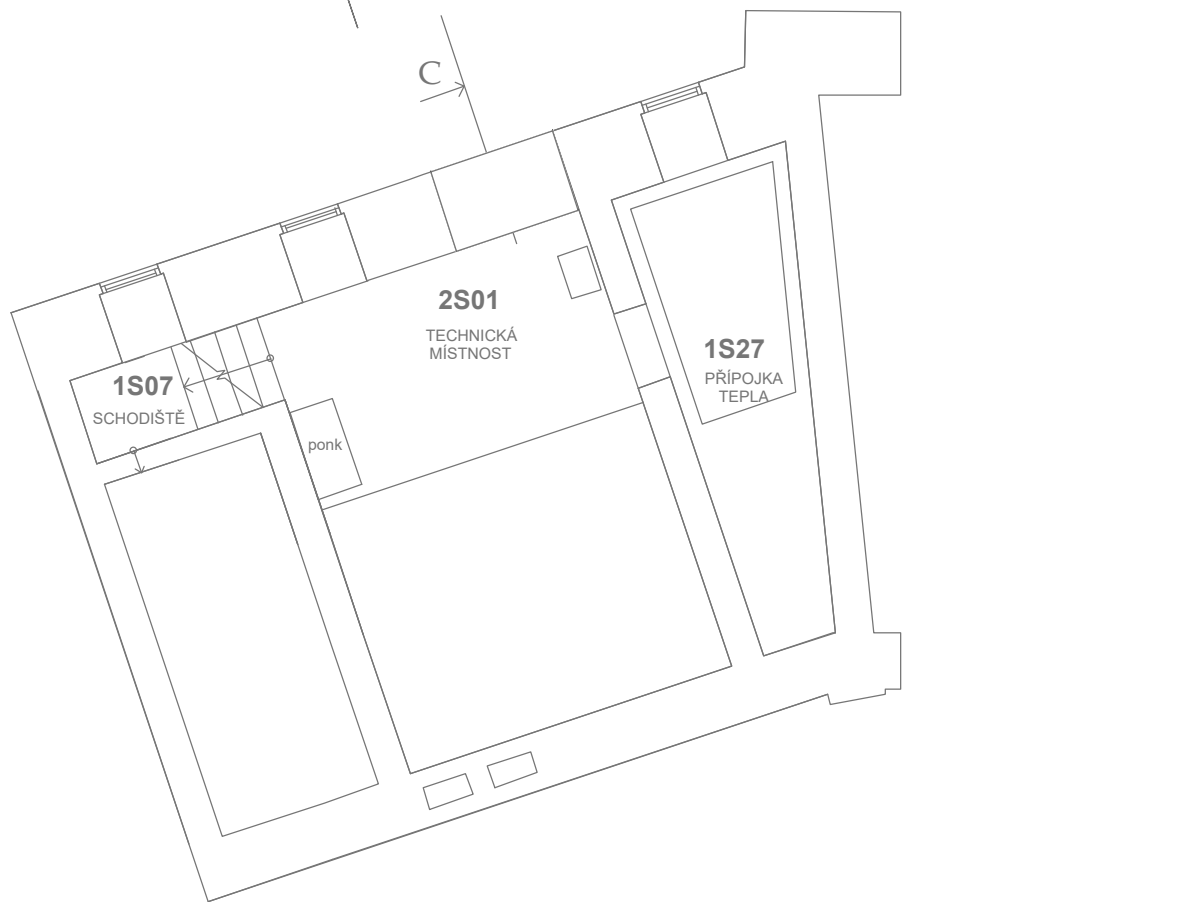 C
2S01
TECHNICKÁ
MÍSTNOST
1S27
PŘÍPOJKA
TEPLA
1S07
SCHODIŠTĚ
ponk